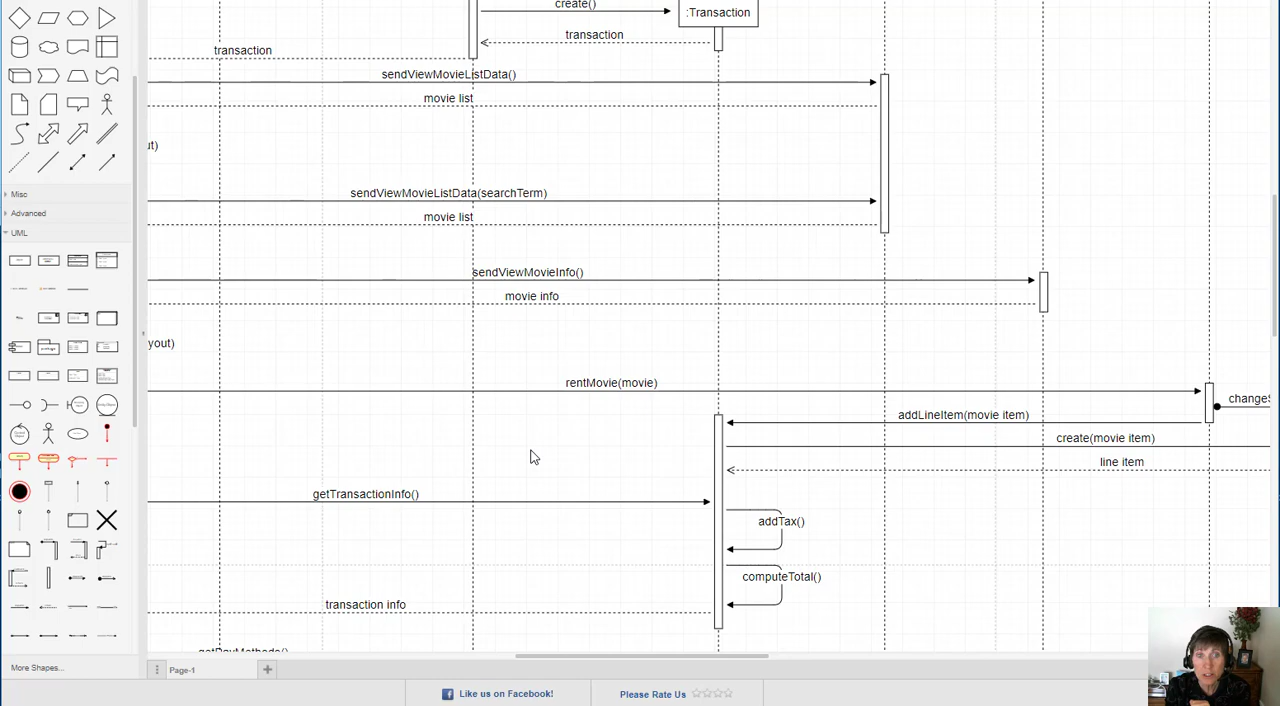 create()
:Transaction
transaction
transaction
sendViewMovieListData()
movie list
ut)
sendViewMovieListData(searchTerm)
movie list
Misc
Advanced
UML
sendViewMovieInfo()
movie info
yout)
rentMovie(movie)
changeS
addLineItem(movie item)
create(movie item)
line item
getTransactionInfo()
addTax()
computeTotal()
transaction info
getPayMethods()
More Shapes...
Page-1
Like us on Facebook!
Please Rate Us